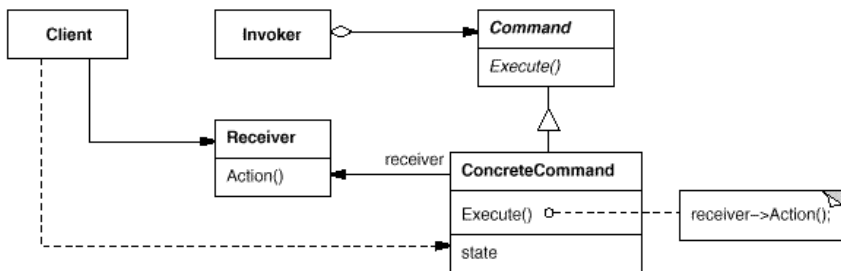 Client
Invoker
Command
Execute()
Receiver
Action()
receiver
ConcreteCommand
Execute()
state
receiver–>Action();